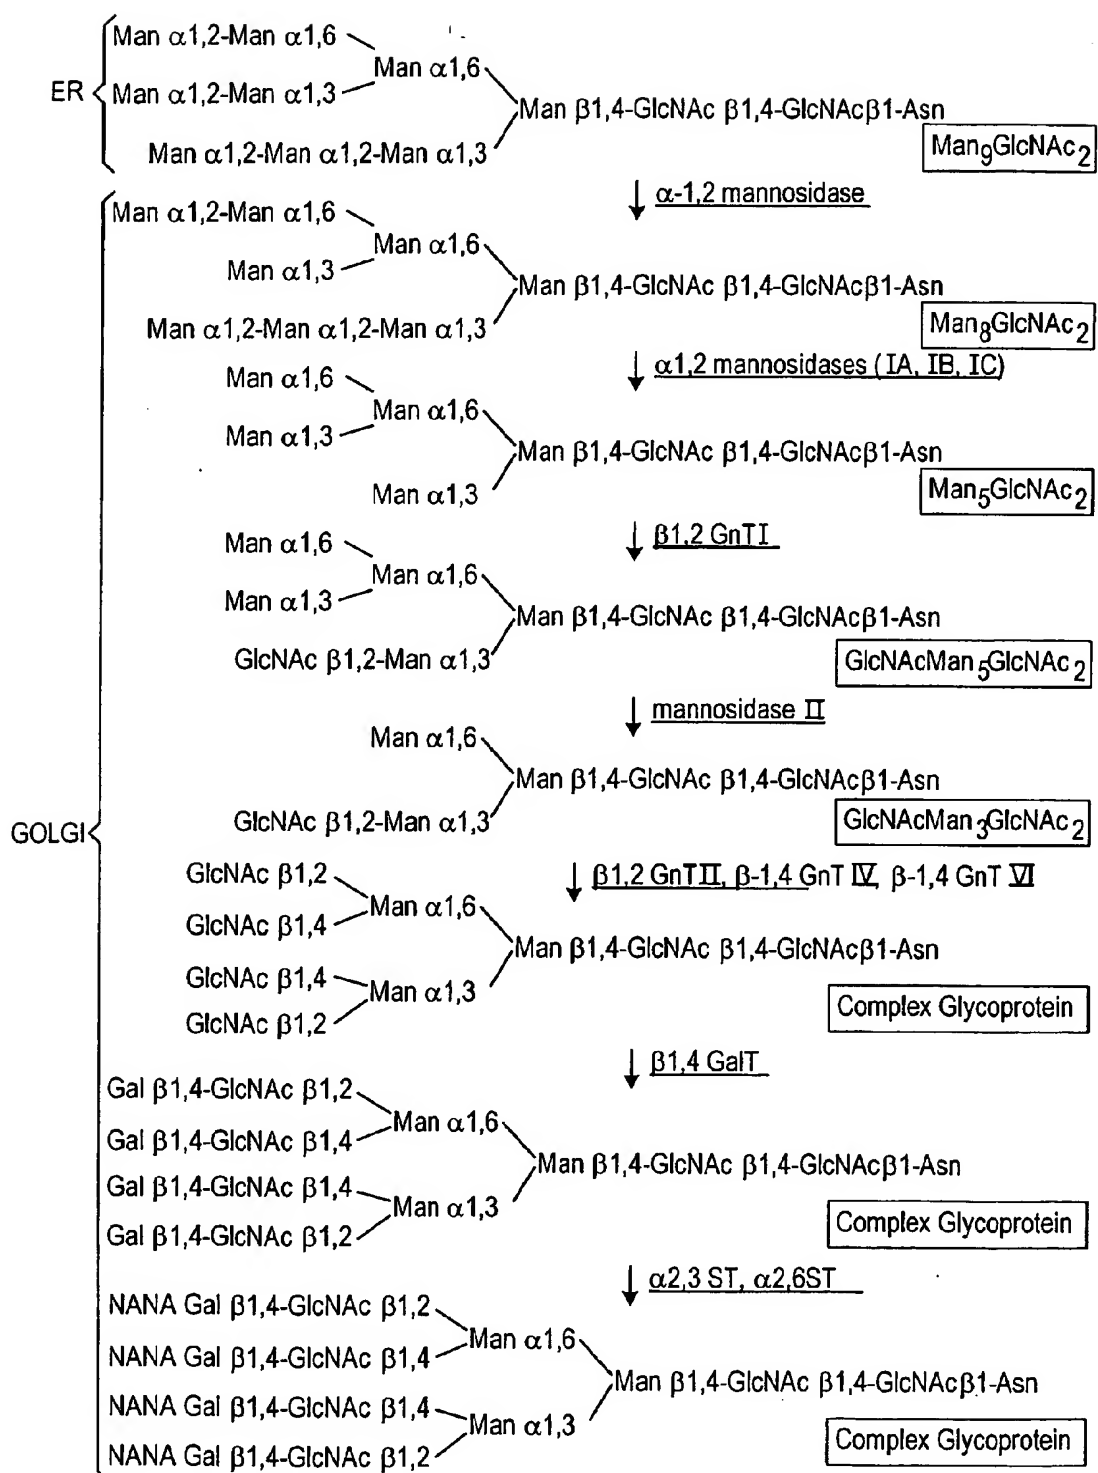 Man α1,2-Man α1,6
Man α1,6
ER
Man α1,2-Man α1,3
Man β1,4-GlcNAc β1,4-GlcNAcβ1-Asn
Man α1,2-Man α1,2-Man α1,3
Man9GlcNAc2
α-1,2 mannosidase
Man α1,2-Man α1,6
Man α1,6
Man α1,3
Man β1,4-GlcNAc β1,4-GlcNAcβ1-Asn
Man α1,2-Man α1,2-Man α1,3
Man8GlcNAc2
α1,2 mannosidases (IA, IB, IC)
Man α1,6
Man α1,6
Man α1,3
Man β1,4-GlcNAc β1,4-GlcNAcβ1-Asn
Man α1,3
Man5GlcNAc2
β1,2 GnTI
Man α1,6
Man α1,6
Man α1,3
Man β1,4-GlcNAc β1,4-GlcNAcβ1-Asn
GlcNAc β1,2-Man α1,3
GlcNAcMan5GlcNAc2
mannosidase II
Man α1,6
Man β1,4-GlcNAc β1,4-GlcNAcβ1-Asn
GlcNAc β1,2-Man α1,3
GlcNAcMan3GlcNAc2
GOLGI
β1,2 GnTII, β-1,4 GnT IV, β-1,4 GnT VI
GlcNAc β1,2
Man α1,6
GlcNAc β1,4
Man β1,4-GlcNAc β1,4-GlcNAcβ1-Asn
GlcNAc β1,4
Man α1,3
GlcNAc β1,2
Complex Glycoprotein
β1,4 GalT
Gal β1,4-GlcNAc β1,2
Man α1,6
Gal β1,4-GlcNAc β1,4
Man β1,4-GlcNAc β1,4-GlcNAcβ1-Asn
Gal β1,4-GlcNAc β1,4
Man α1,3
Gal β1,4-GlcNAc β1,2
Complex Glycoprotein
α2,3 ST, α2,6ST
NANA Gal β1,4-GlcNAc β1,2
Man α1,6
NANA Gal β1,4-GlcNAc β1,4
Man β1,4-GlcNAc β1,4-GlcNAcβ1-Asn
NANA Gal β1,4-GlcNAc β1,4
Man α1,3
NANA Gal β1,4-GlcNAc β1,2
Complex Glycoprotein